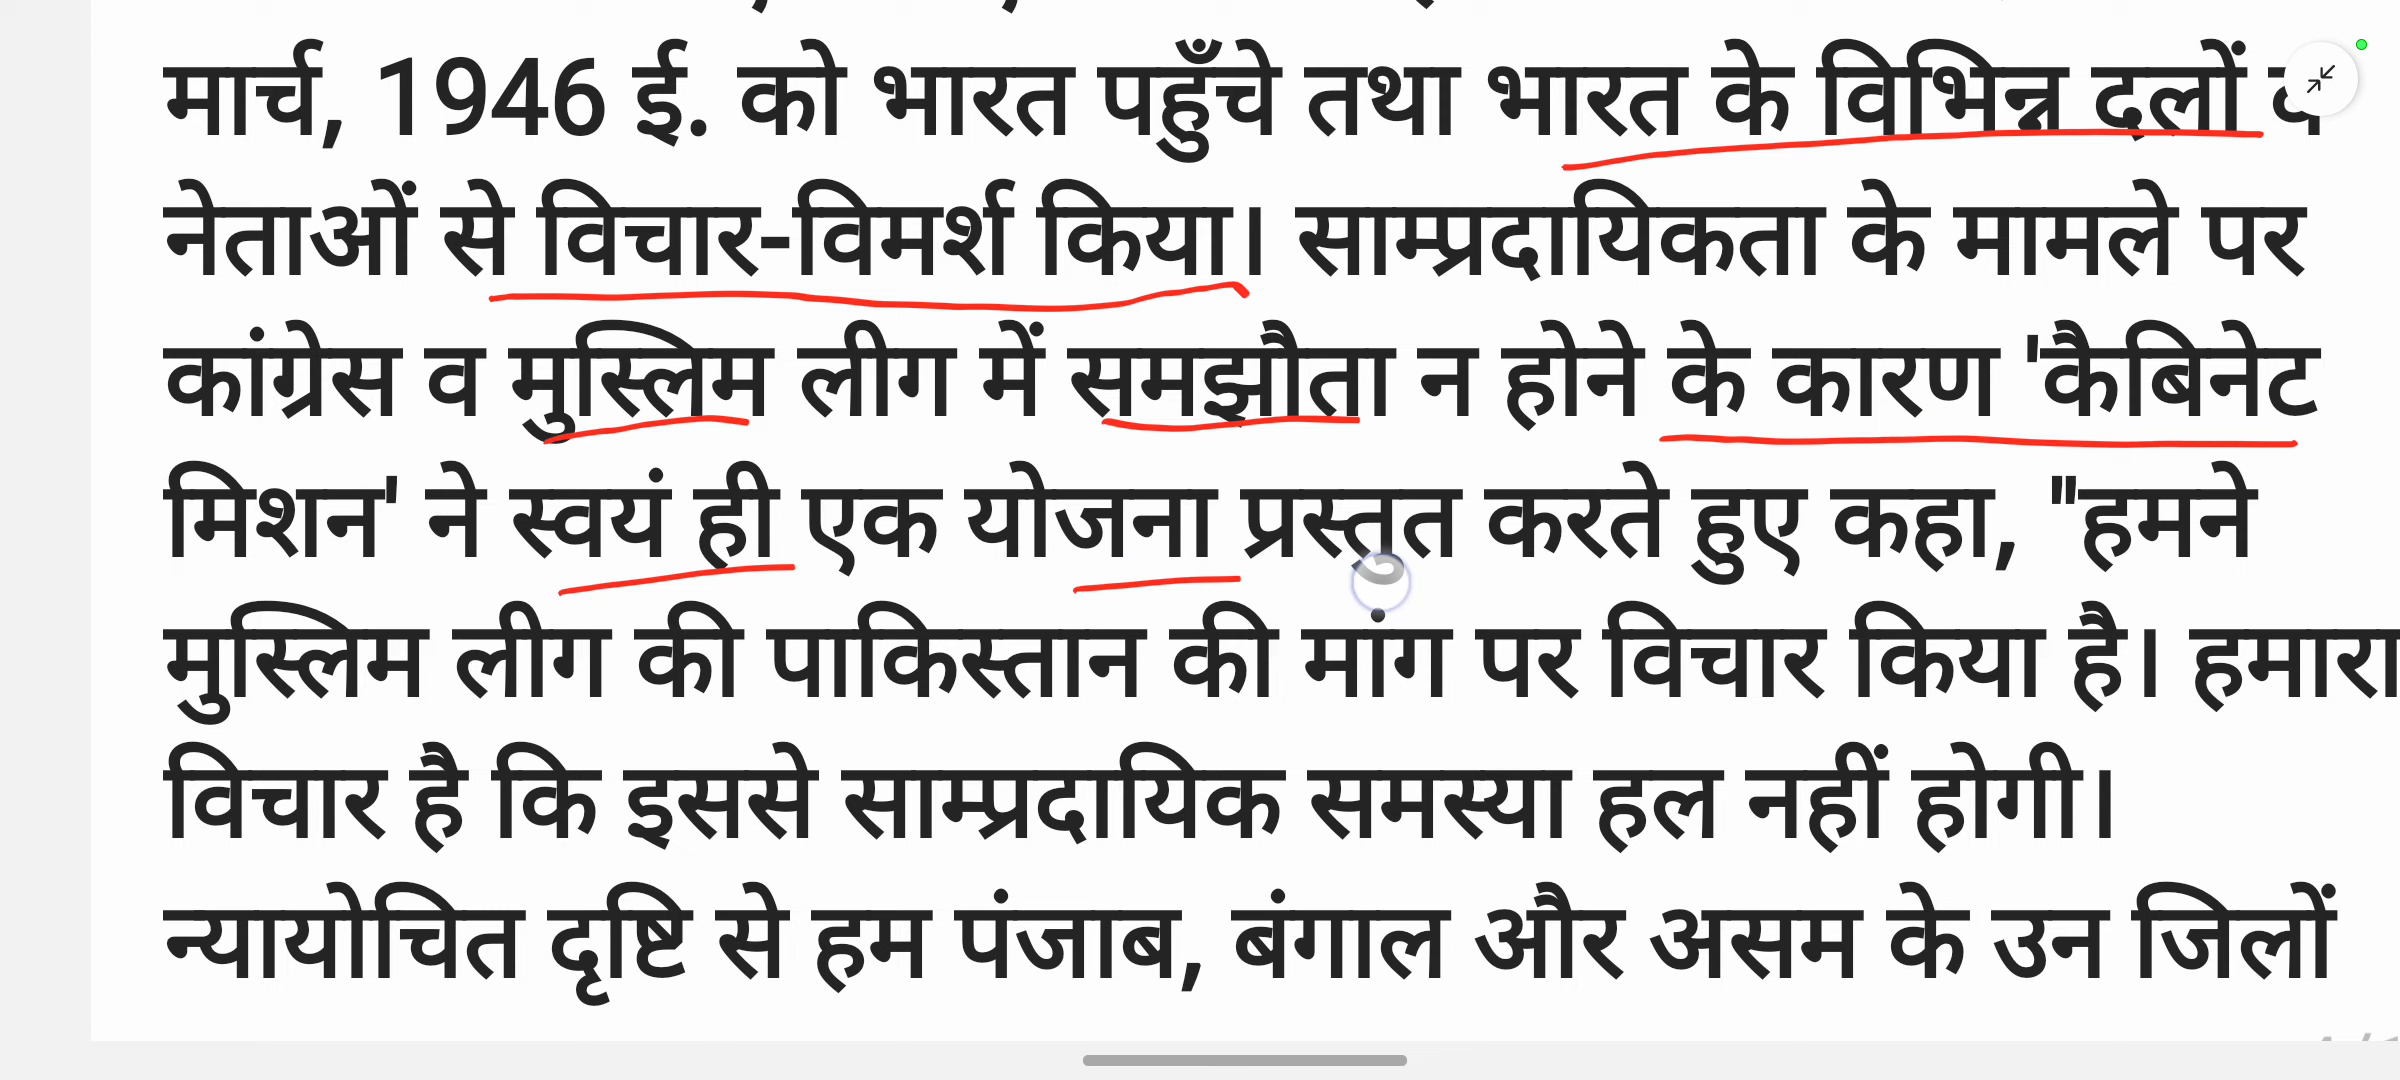 मार्च, 1946 ई. को भारत पहुँचे तथा भारत के विभिन्न दलों
नेताओं से विचार-विमर्श किया। साम्प्रदायिकता के मामले पर
कांग्रेस व मुस्लिम लीग में समझौता न होने के कारण 'कैबिनेट
मिशन' ने स्वयं ही एक योजना प्रस्तुत करते हुए कहा, "हमने
मुस्लिम लीग की पाकिस्तान की मांग पर विचार किया है। हमारा
विचार है कि इससे साम्प्रदायिक समस्या हल नहीं होगी।
न्यायोचित दृष्टि से हम पंजाब, बंगाल और असम के उन जिलों